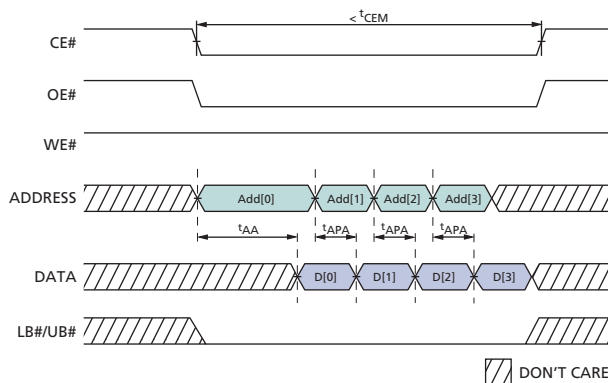 < tCEM
CE#
OE#
WE#
ADDRESS Add[0] Add[1] Add[2] Add[3]
tAA tAPA tAPA tAPA
DATA D[0] D[1] D[2] D[3]
LB#/UB#
DON'T CARE